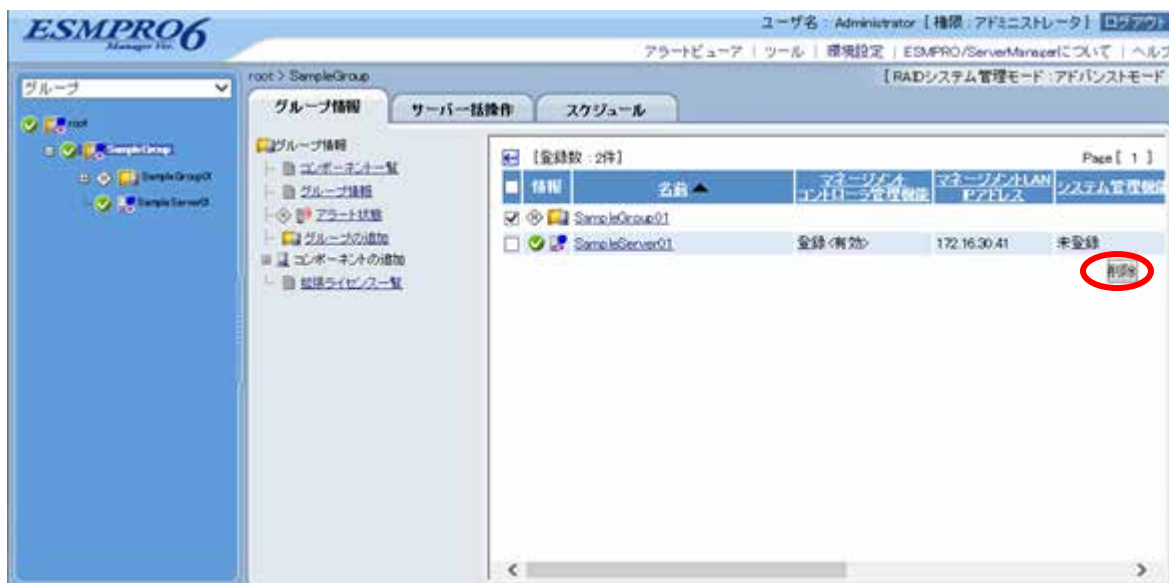 ESMPRO6
Manager Ver.
ユーザ名 : Administrator [ 権限 : アドミニストレータ ] ログアウト
アラートビューア | ツール | 環境設定 | ESMPRO/ServerManagerについて | ヘルプ
グループ
root > SampleGroup
[ RAIDシステム管理モード : アドバンストモード
グループ情報
サーバ一括操作
スケジュール
root
SampleGroup
SampleGroup01
SampleServer01
グループ情報
コンポーネント一覧
グループ情報
アラート状態
グループの追加
コンポーネントの追加
拡張ライセンス一覧
[登録数 : 2件]
Page [ 1 ]
情報
名前▲
マネージメント
コントローラ管理機能
マネージメントLAN
IPアドレス
システム管理機能
SampleGroup01
SampleServer01 登録<有効> 172.16.30.41 未登録
削除